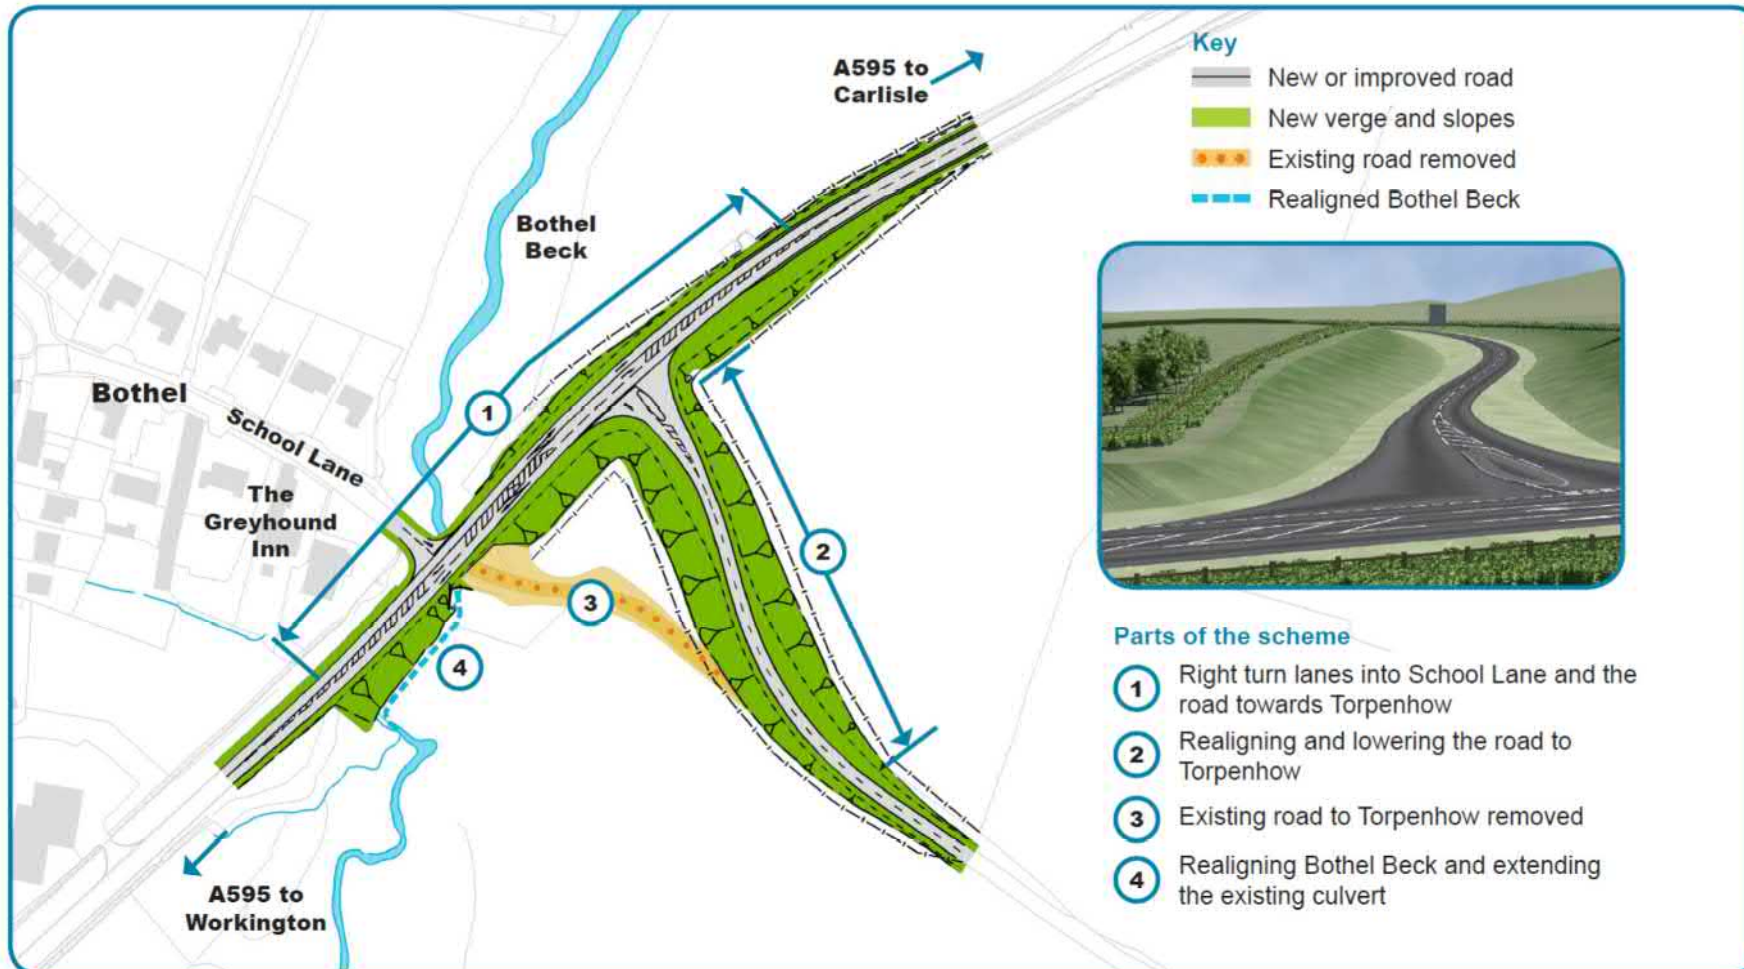 A595 to
Carlisle
Bothel
Beck
Bothel
School Lane
The
Greyhound
Inn
1
2
3
4
A595 to
Workington
Key
New or improved road
New verge and slopes
Existing road removed
Realigned Bothel Beck
Parts of the scheme
1 Right turn lanes into School Lane and the
road towards Torpenhow
2 Realigning and lowering the road to
Torpenhow
3 Existing road to Torpenhow removed
4 Realigning Bothel Beck and extending
the existing culvert